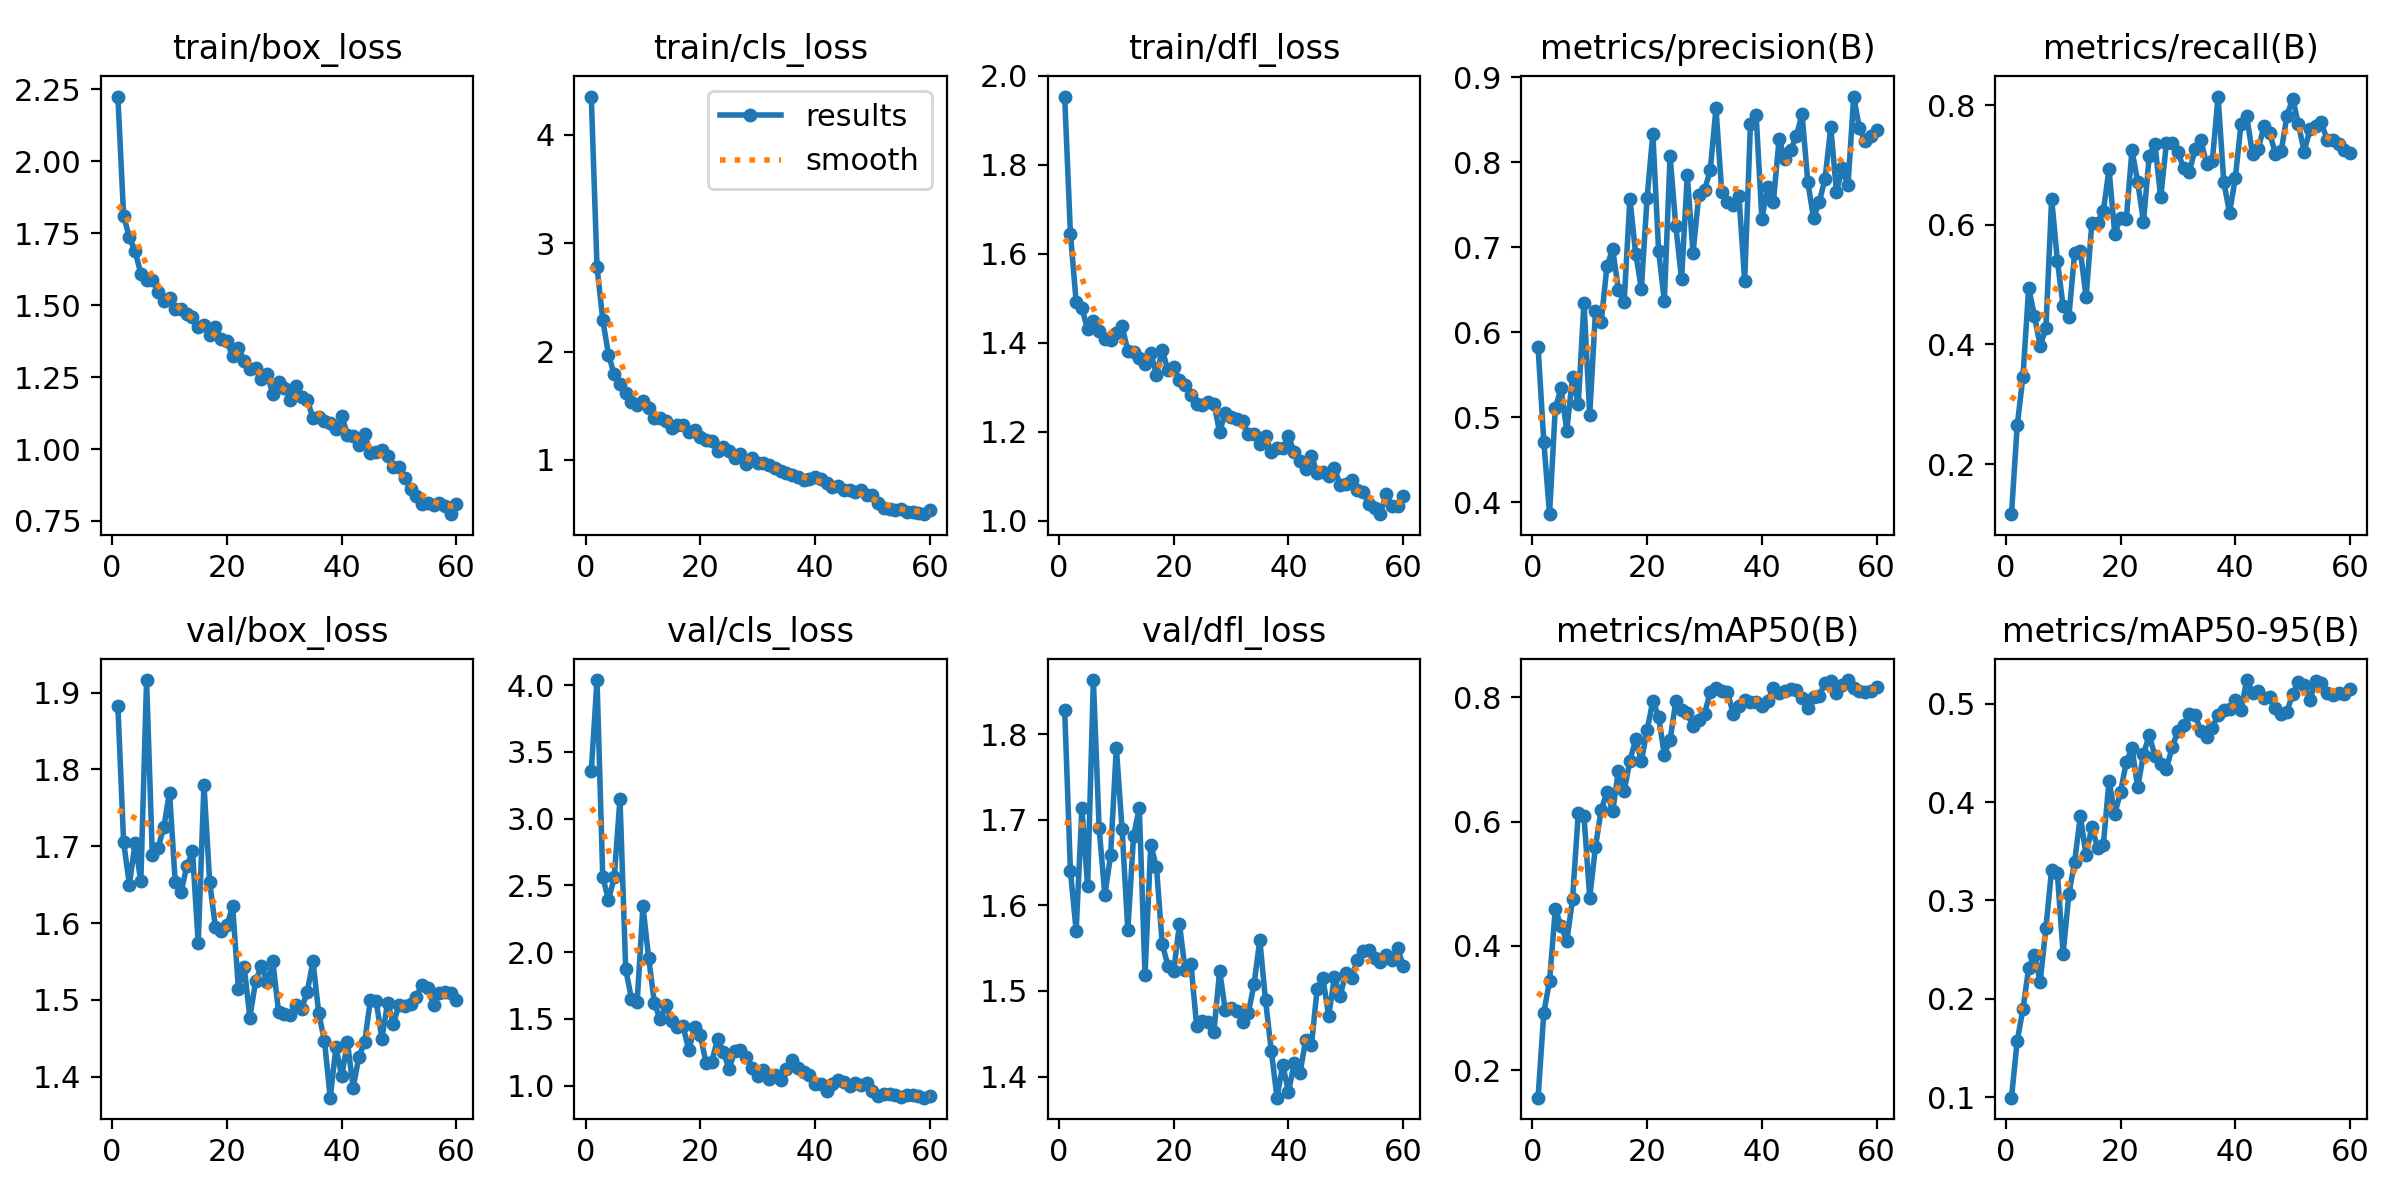 train/box_loss
2.25
2.00
1.75
1.50
1.25
1.00
0.75
0 20 40 60
train/cls_loss
results
smooth
4
3
2
1
0 20 40 60
train/dfl_loss
2.0
1.8
1.6
1.4
1.2
1.0
0 20 40 60
metrics/precision(B)
0.9
0.8
0.7
0.6
0.5
0.4
0 20 40 60
metrics/recall(B)
0.8
0.6
0.4
0.2
0 20 40 60
val/box_loss
1.9
1.8
1.7
1.6
1.5
1.4
0 20 40 60
val/cls_loss
4.0
3.5
3.0
2.5
2.0
1.5
1.0
0 20 40 60
val/dfl_loss
1.8
1.7
1.6
1.5
1.4
0 20 40 60
metrics/mAP50(B)
0.8
0.6
0.4
0.2
0 20 40 60
metrics/mAP50-95(B)
0.5
0.4
0.3
0.2
0.1
0 20 40 60